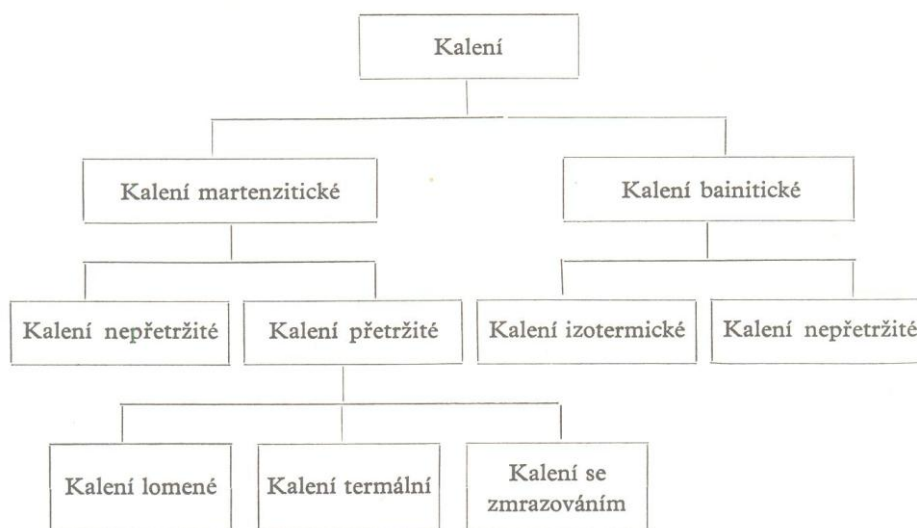 Kalení
Kalení martenzitické
Kalení bainitické
Kalení nepřetržité
Kalení přetržité
Kalení izotermické
Kalení nepřetržité
Kalení lomené
Kalení termální
Kalení se
zmrazováním